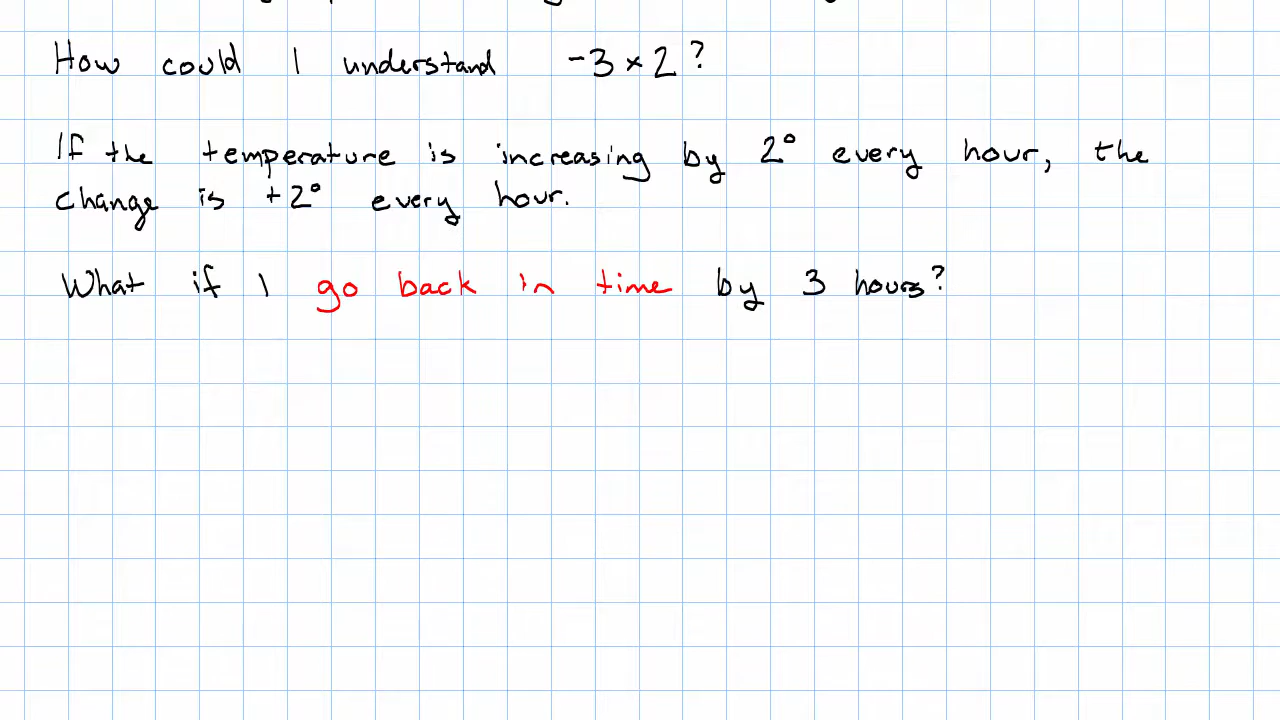 How could I understand -3 × 2?
If the temperature is increasing by 2° every hour, the
change is +2° every hour.
What if I go back in time by 3 hours?